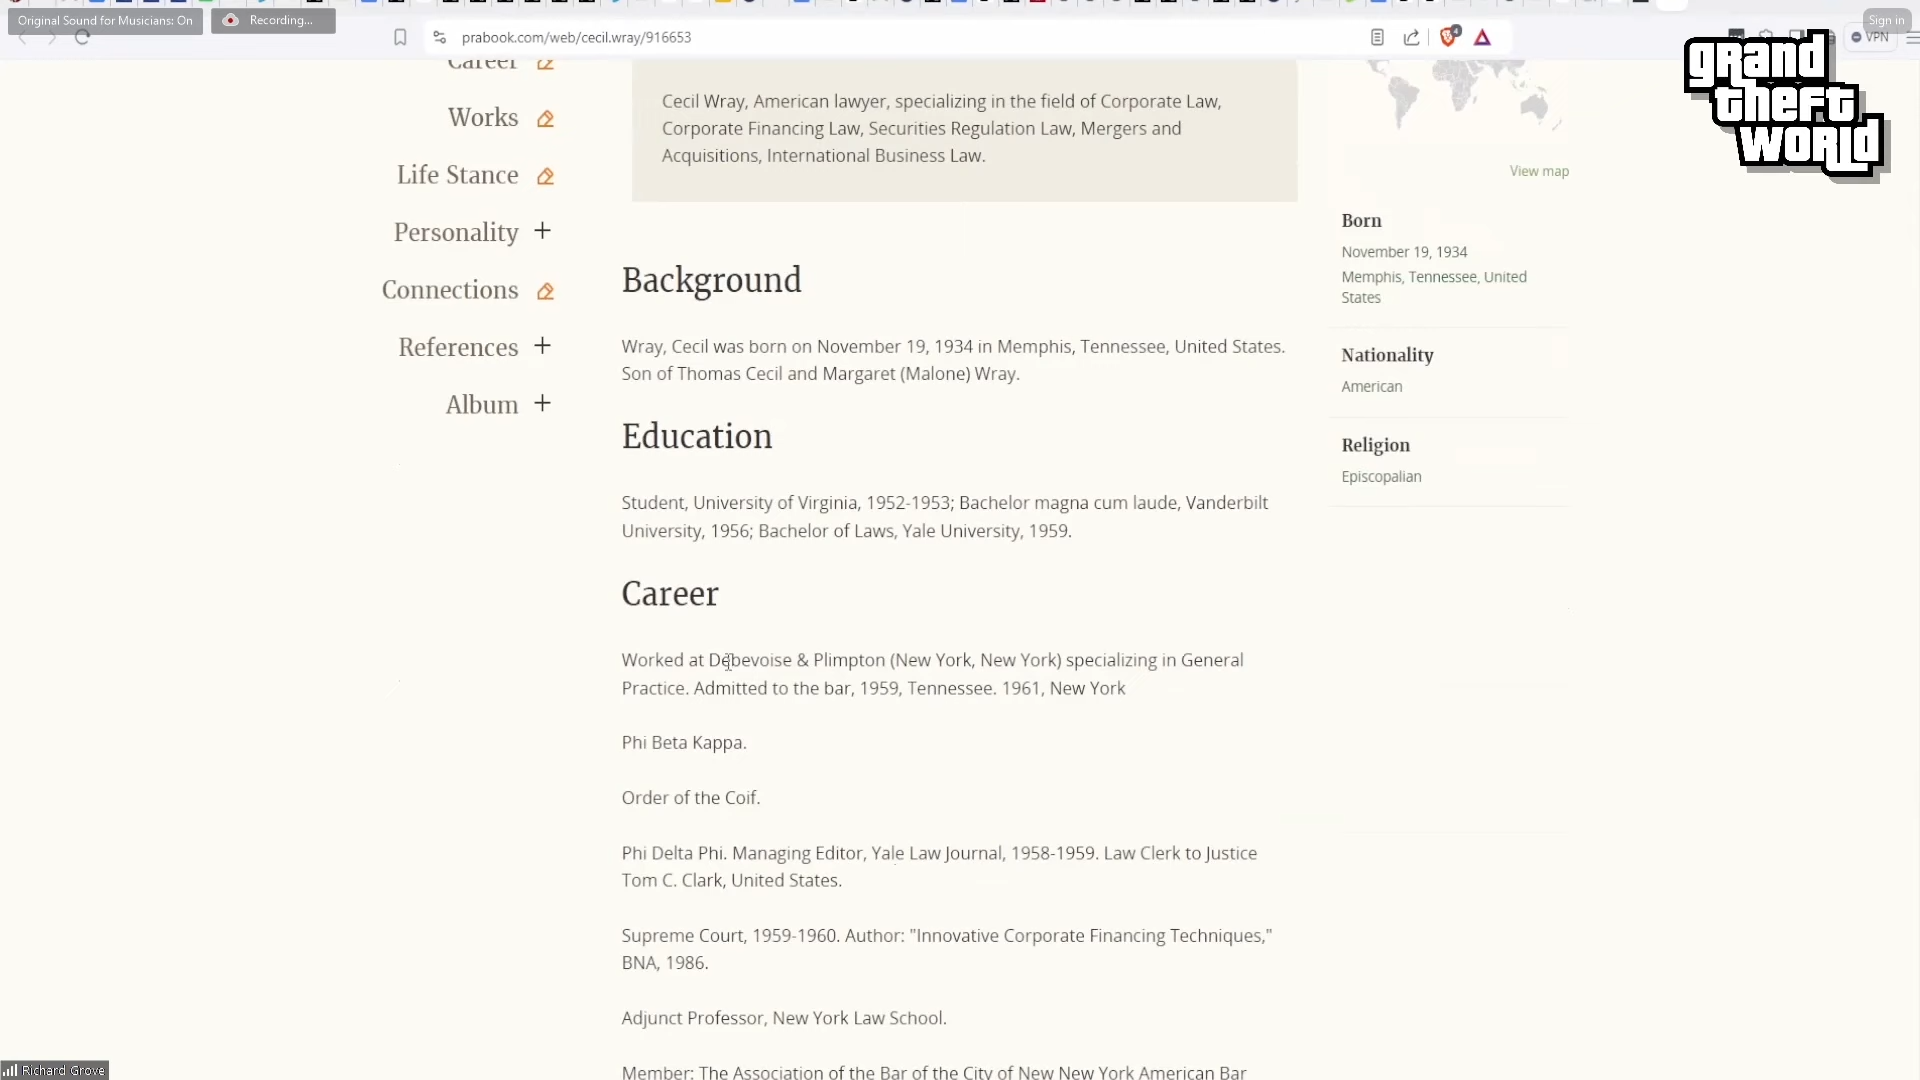 Original Sound for Musicians: On
Recording...
Sign in
prabook.com/web/cecil.wray/916653
4
VPN
grand
theft
world
Career
Works
Life Stance
Personality
Connections
References
Album
Cecil Wray, American lawyer, specializing in the field of Corporate Law,
Corporate Financing Law, Securities Regulation Law, Mergers and
Acquisitions, International Business Law.
Background
Wray, Cecil was born on November 19, 1934 in Memphis, Tennessee, United States.
Son of Thomas Cecil and Margaret (Malone) Wray.
Education
Student, University of Virginia, 1952-1953; Bachelor magna cum laude, Vanderbilt
University, 1956; Bachelor of Laws, Yale University, 1959.
Career
Worked at Debevoise & Plimpton (New York, New York) specializing in General
Practice. Admitted to the bar, 1959, Tennessee. 1961, New York
Phi Beta Kappa.
Order of the Coif.
Phi Delta Phi. Managing Editor, Yale Law Journal, 1958-1959. Law Clerk to Justice
Tom C. Clark, United States.
Supreme Court, 1959-1960. Author: "Innovative Corporate Financing Techniques,"
BNA, 1986.
Adjunct Professor, New York Law School.
Member: The Association of the Bar of the City of New New York American Bar
View map
Born
November 19, 1934
Memphis, Tennessee, United
States
Nationality
American
Religion
Episcopalian
Richard Grove